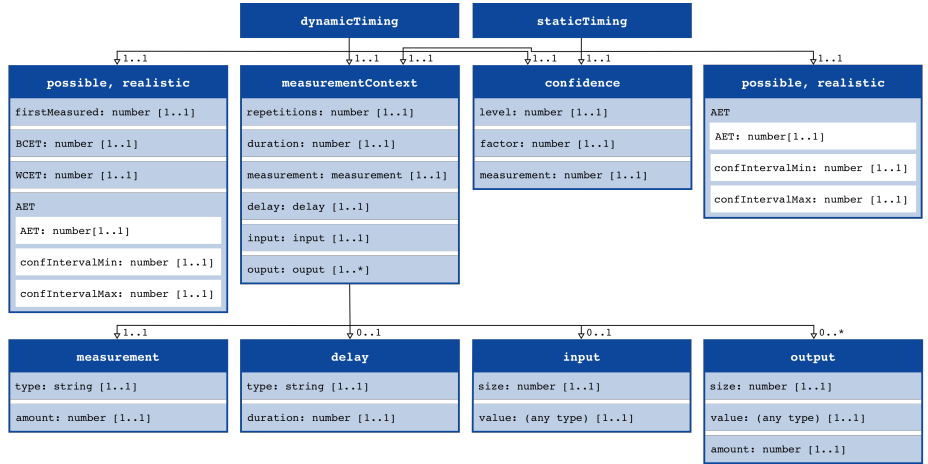 dynamicTiming
staticTiming
1..1
1..1
1..1
1..1
1..1
possible, realistic
firstMeasured: number [1..1]
BCET: number [1..1]
WCET: number [1..1]
AET
AET: number[1..1]
confIntervalMin: number [1..1]
confIntervalMax: number [1..1]
measurementContext
repetitions: number [1..1]
duration: number [1..1]
measurement: measurement [1..1]
delay: delay [1..1]
input: input [1..1]
ouput: ouput [1..*]
confidence
level: number [1..1]
factor: number [1..1]
measurement: number [1..1]
possible, realistic
AET
AET: number[1..1]
confIntervalMin: number [1..1]
confIntervalMax: number [1..1]
1..1
0..1
0..1
0..*
measurement
type: string [1..1]
amount: number [1..1]
delay
type: string [1..1]
duration: number [1..1]
input
size: number [1..1]
value: (any type) [1..1]
output
size: number [1..1]
value: (any type) [1..1]
amount: number [1..1]